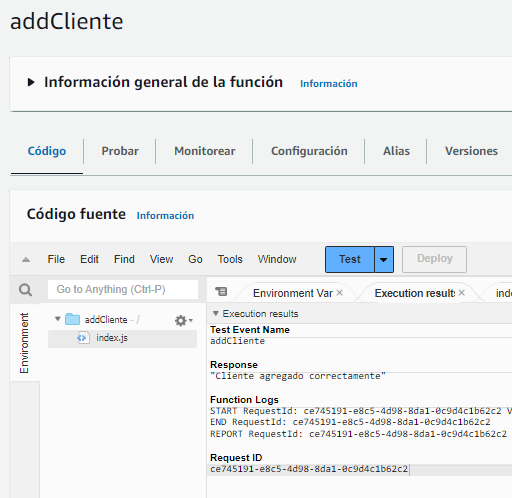 addCliente
Información general de la función Información
Código Probar Monitorear Configuración Alias Versiones
Código fuente Información
File Edit Find View Go Tools Window Test Deploy
Go to Anything (Ctrl-P) Environment Var Execution results
Environment
addCliente - /
index.js
Execution results
Test Event Name
addCliente
Response
"Cliente agregado correctamente"
Function Logs
START RequestId: ce745191-e8c5-4d98-8da1-0c9d4c1b62c2 V
END RequestId: ce745191-e8c5-4d98-8da1-0c9d4c1b62c2
REPORT RequestId: ce745191-e8c5-4d98-8da1-0c9d4c1b62c2
Request ID
ce745191-e8c5-4d98-8da1-0c9d4c1b62c2